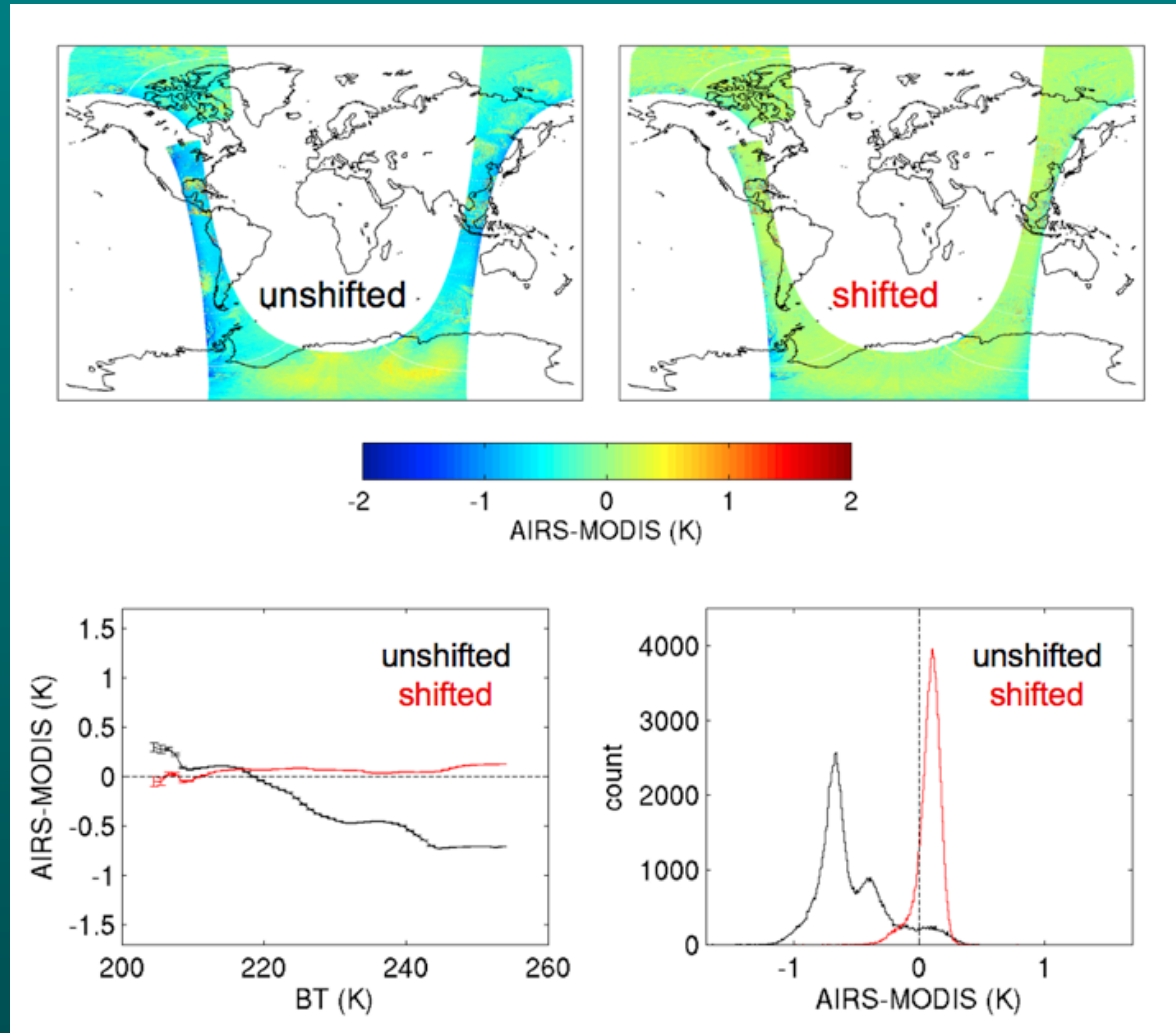 unshifted
shifted
-2 -1 0 1 2
AIRS-MODIS (K)
1.5
1
0.5
0
-0.5
-1
-1.5
AIRS-MODIS (K)
unshifted
shifted
200 220 240 260
BT (K)
4000
3000
2000
1000
0
count
unshifted
shifted
-1 0 1
AIRS-MODIS (K)